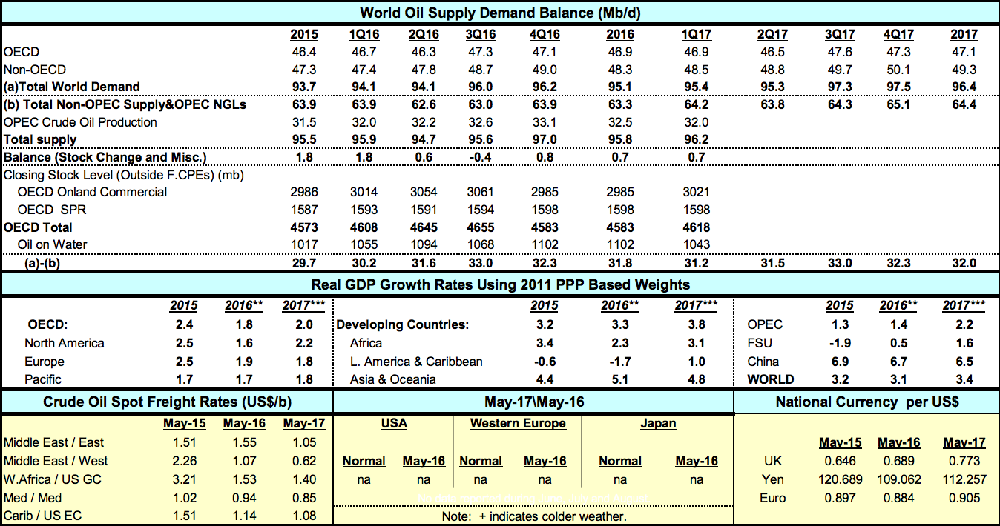 World Oil Supply Demand Balance (Mb/d)
2015 1Q16 2Q16 3Q16 4Q16 2016 1Q17 2Q17 3Q17 4Q17 2017
OECD 46.4 46.7 46.3 47.3 47.1 46.9 46.9 46.5 47.6 47.3 47.1
Non-OECD 47.3 47.4 47.8 48.7 49.0 48.3 48.5 48.8 49.7 50.1 49.3
(a)Total World Demand 93.7 94.1 94.1 96.0 96.2 95.1 95.4 95.3 97.3 97.5 96.4
(b) Total Non-OPEC Supply&OPEC NGLs 63.9 63.9 62.6 63.0 63.9 63.3 64.2 63.8 64.3 65.1 64.4
OPEC Crude Oil Production 31.5 32.0 32.2 32.6 33.1 32.5 32.0
Total supply 95.5 95.9 94.7 95.6 97.0 95.8 96.2
Balance (Stock Change and Misc.) 1.8 1.8 0.6 -0.4 0.8 0.7 0.7
Closing Stock Level (Outside F.CPEs) (mb)
OECD Onland Commercial 2986 3014 3054 3061 2985 2985 3021
OECD SPR 1587 1593 1591 1594 1598 1598 1598
OECD Total 4573 4608 4645 4655 4583 4583 4618
Oil on Water 1017 1055 1094 1068 1102 1102 1043
(a)-(b) 29.7 30.2 31.6 33.0 32.3 31.8 31.2 31.5 33.0 32.3 32.0
Real GDP Growth Rates Using 2011 PPP Based Weights
2015 2016** 2017*** 2015 2016** 2017*** 2015 2016** 2017***
OECD: 2.4 1.8 2.0 Developing Countries: 3.2 3.3 3.8 OPEC 1.3 1.4 2.2
North America 2.5 1.6 2.2 Africa 3.4 2.3 3.1 FSU -1.9 0.5 1.6
Europe 2.5 1.9 1.8 L. America & Caribbean -0.6 -1.7 1.0 China 6.9 6.7 6.5
Pacific 1.7 1.7 1.8 Asia & Oceania 4.4 5.1 4.8 WORLD 3.2 3.1 3.4
Crude Oil Spot Freight Rates (US$/b) May-17\May-16 National Currency per US$
May-15 May-16 May-17 USA Western Europe Japan
Middle East / East 1.51 1.55 1.05 May-15 May-16 May-17
Middle East / West 2.26 1.07 0.62 Normal May-16 Normal May-16 Normal May-16 UK 0.646 0.689 0.773
W.Africa / US GC 3.21 1.53 1.40 na na na na na na Yen 120.689 109.062 112.257
Med / Med 1.02 0.94 0.85 Euro 0.897 0.884 0.905
Carib / US EC 1.51 1.14 1.08 Note: + indicates colder weather.